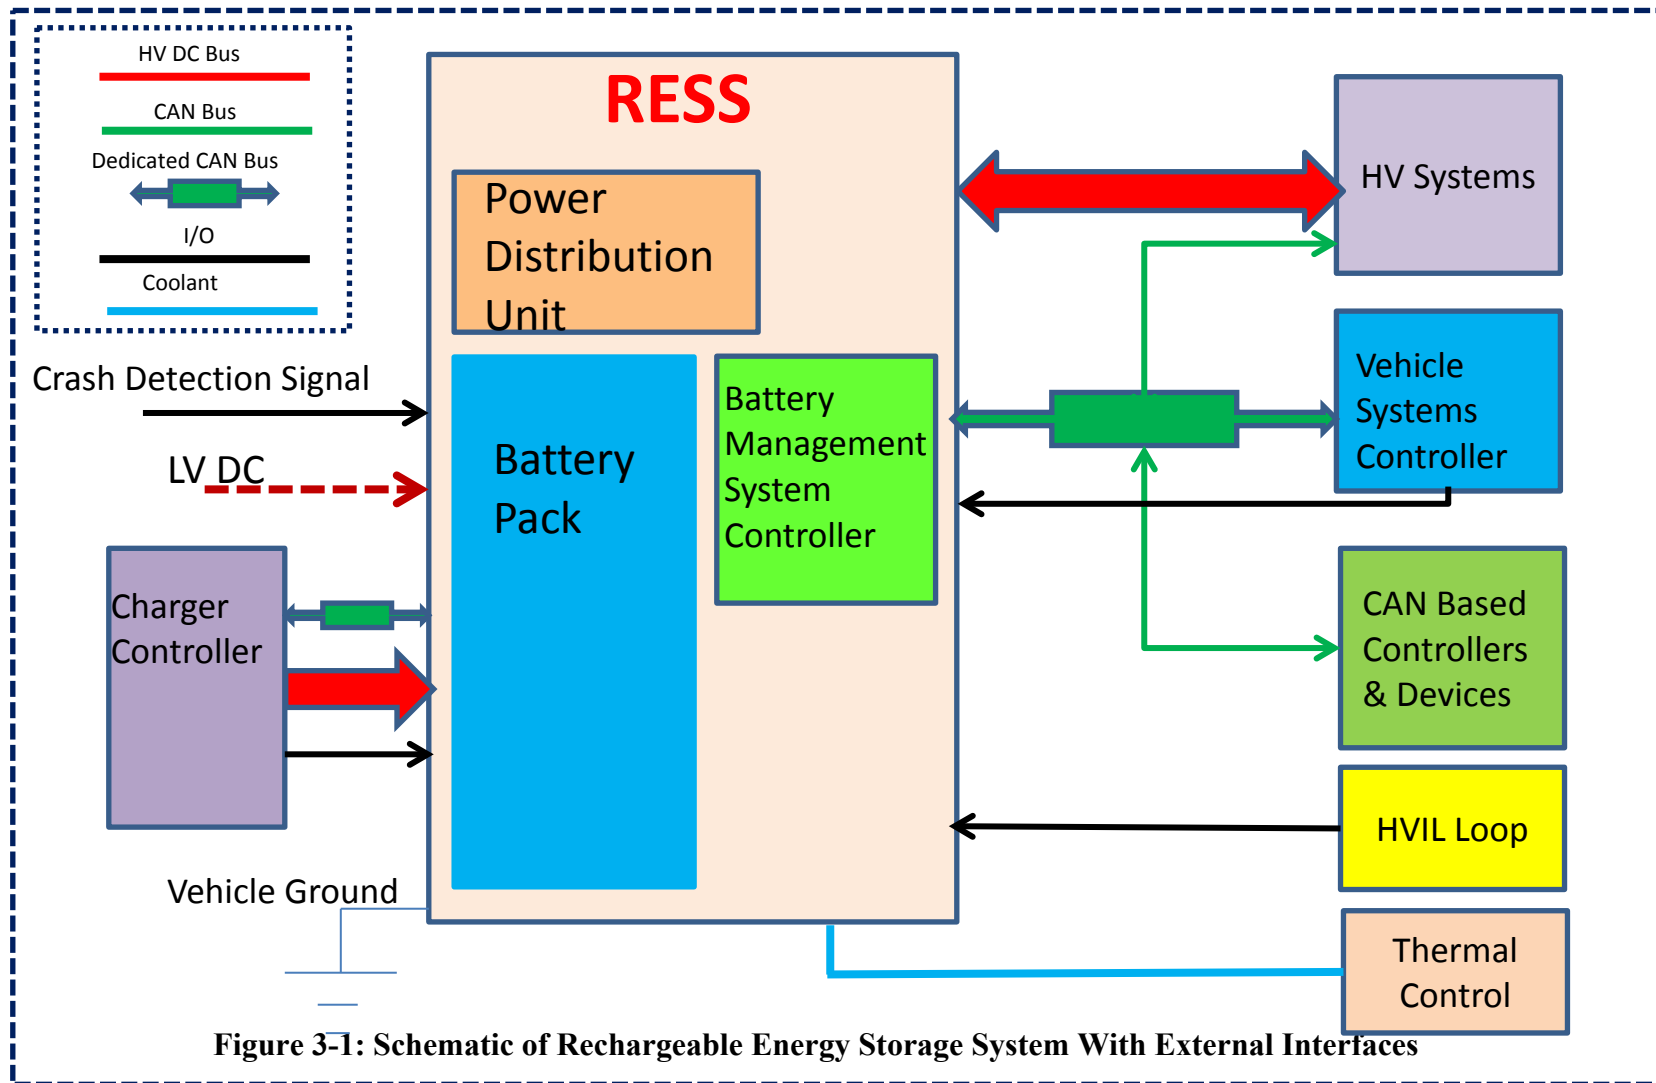 HV DC Bus
CAN Bus
Dedicated CAN Bus
I/O
Coolant
RESS
Power
Distribution
Unit
Battery
Pack
Battery
Management
System
Controller
Crash Detection Signal
LV DC
Charger
Controller
Vehicle Ground
HV Systems
Vehicle
Systems
Controller
CAN Based
Controllers
& Devices
HVIL Loop
Thermal
Control
Figure 3-1: Schematic of Rechargeable Energy Storage System With External Interfaces